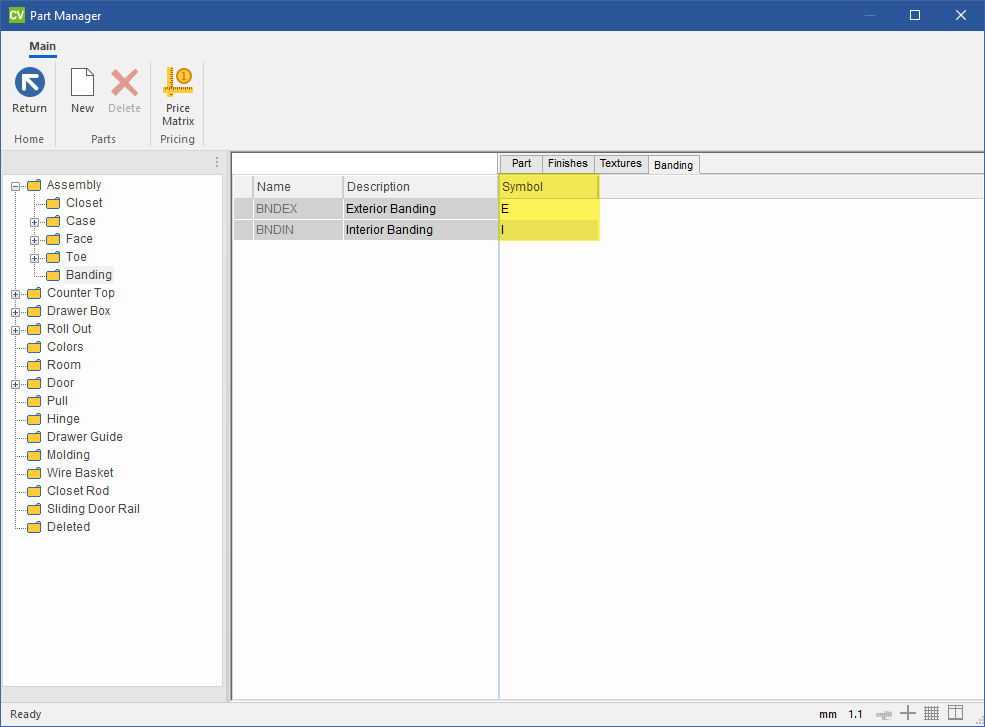 CV Part Manager
Main
Return New Delete Price Matrix
Home Parts Pricing
Part Finishes Textures Banding
Name Description Symbol
BNDEX Exterior Banding E
BNDIN Interior Banding I
Assembly
Closet
Case
Face
Toe
Banding
Counter Top
Drawer Box
Roll Out
Colors
Room
Door
Pull
Hinge
Drawer Guide
Molding
Wire Basket
Closet Rod
Sliding Door Rail
Deleted
Ready mm 1.1